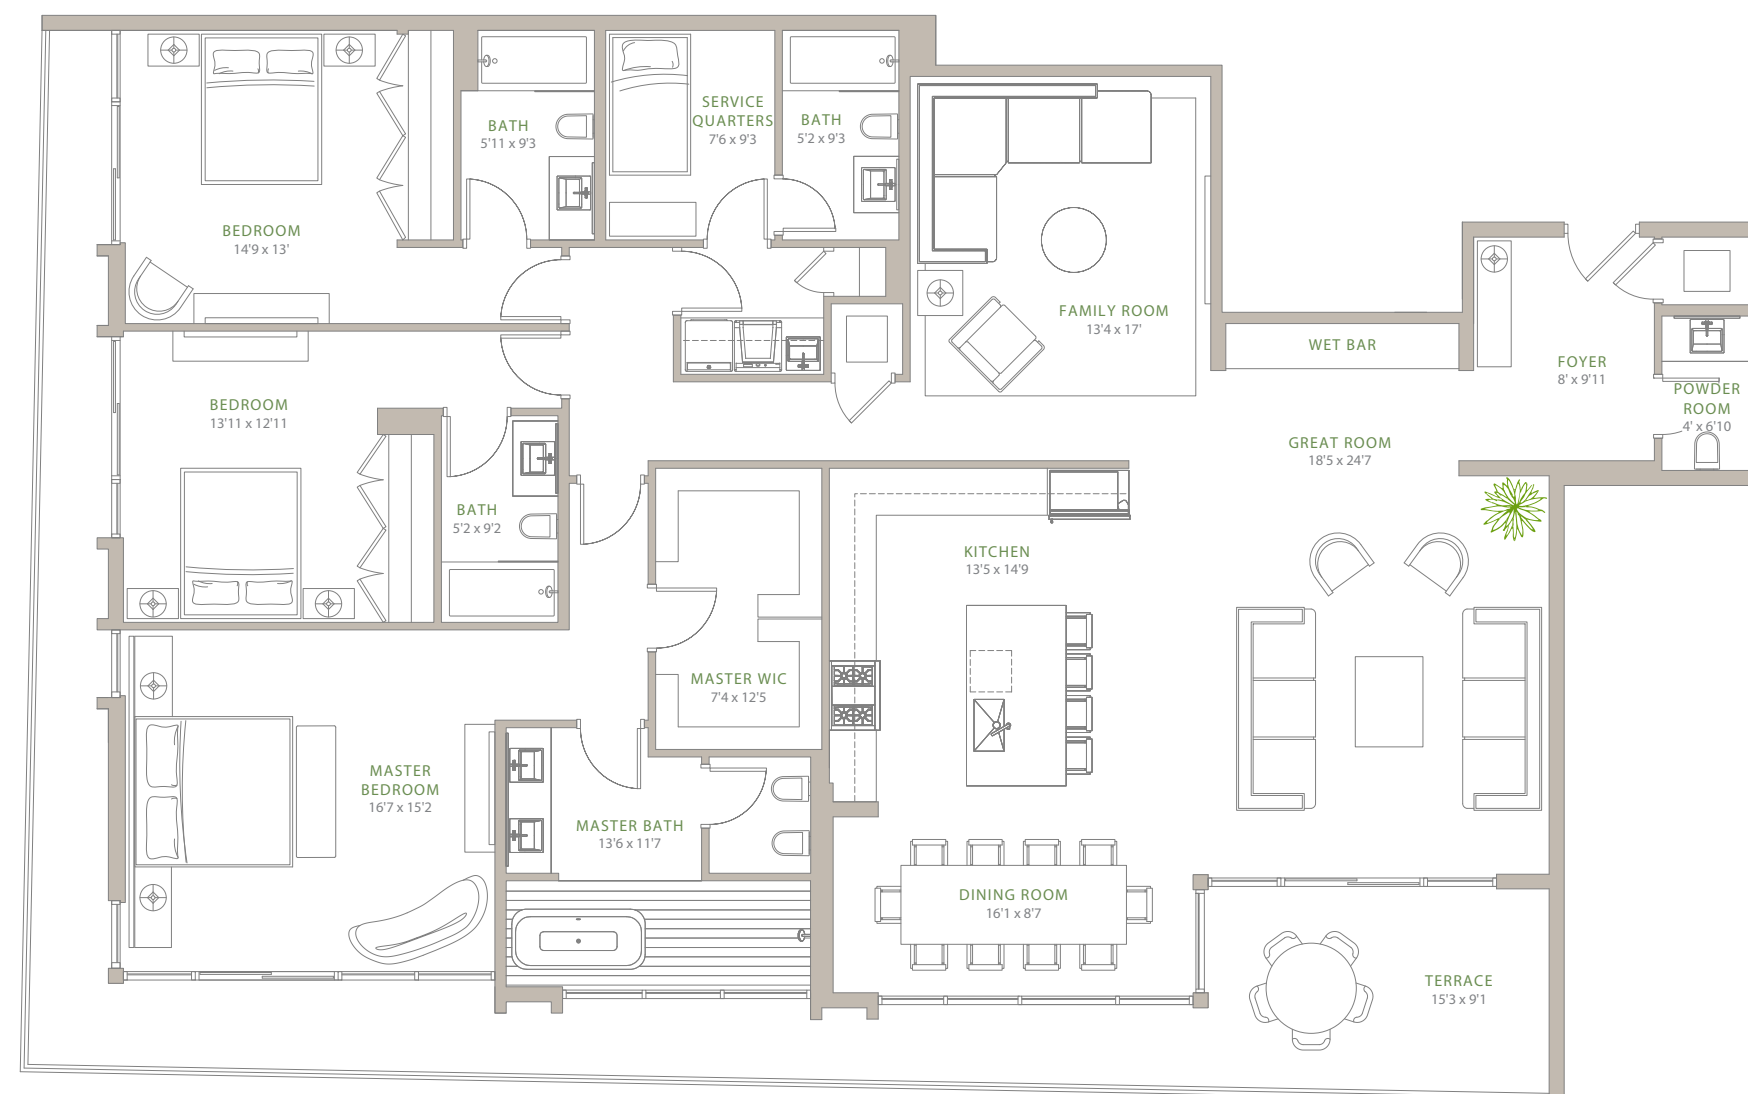 BEDROOM
14'9 x 13'
BATH
5'11 x 9'3
SERVICE
QUARTERS
7'6 x 9'3
BATH
5'2 x 9'3
FAMILY ROOM
13'4 x 17'
WET BAR
FOYER
8' x 9'11
POWDER
ROOM
4' x 6'10
BEDROOM
13'11 x 12'11
BATH
5'2 x 9'2
GREAT ROOM
18'5 x 24'7
KITCHEN
13'5 x 14'9
MASTER WIC
7'4 x 12'5
MASTER
BEDROOM
16'7 x 15'2
MASTER BATH
13'6 x 11'7
DINING ROOM
16'1 x 8'7
TERRACE
15'3 x 9'1